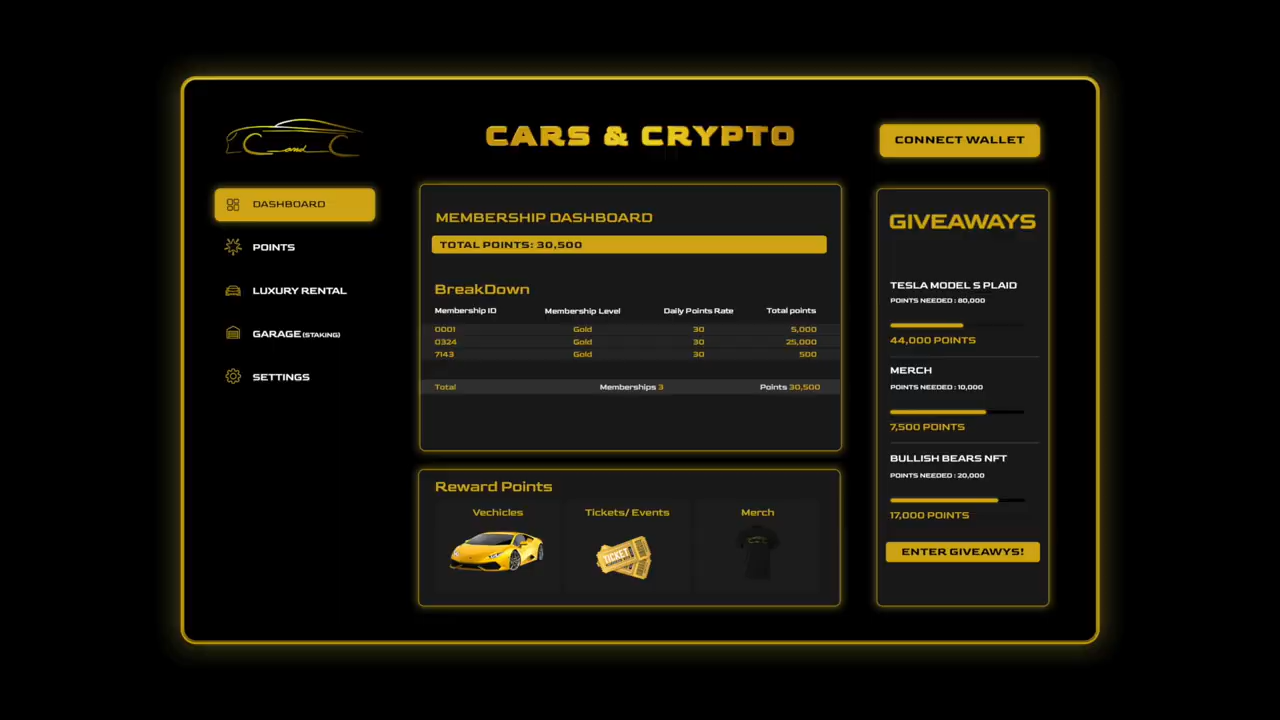 C and C
CARS & CRYPTO
CONNECT WALLET
DASHBOARD
POINTS
LUXURY RENTAL
GARAGE (STAKING)
SETTINGS
MEMBERSHIP DASHBOARD
TOTAL POINTS: 30,500
BreakDown
Membership ID Membership Level Daily Points Rate Total points
0001 Gold 30 5,000
0324 Gold 30 25,000
7143 Gold 30 500
Total Memberships 3 Points 30,500
Reward Points
Vechicles Tickets/ Events Merch
TICKET
GIVEAWAYS
TESLA MODEL S PLAID
POINTS NEEDED : 80,000
44,000 POINTS
MERCH
POINTS NEEDED : 10,000
7,500 POINTS
BULLISH BEARS NFT
POINTS NEEDED : 20,000
17,000 POINTS
ENTER GIVEAWYS!